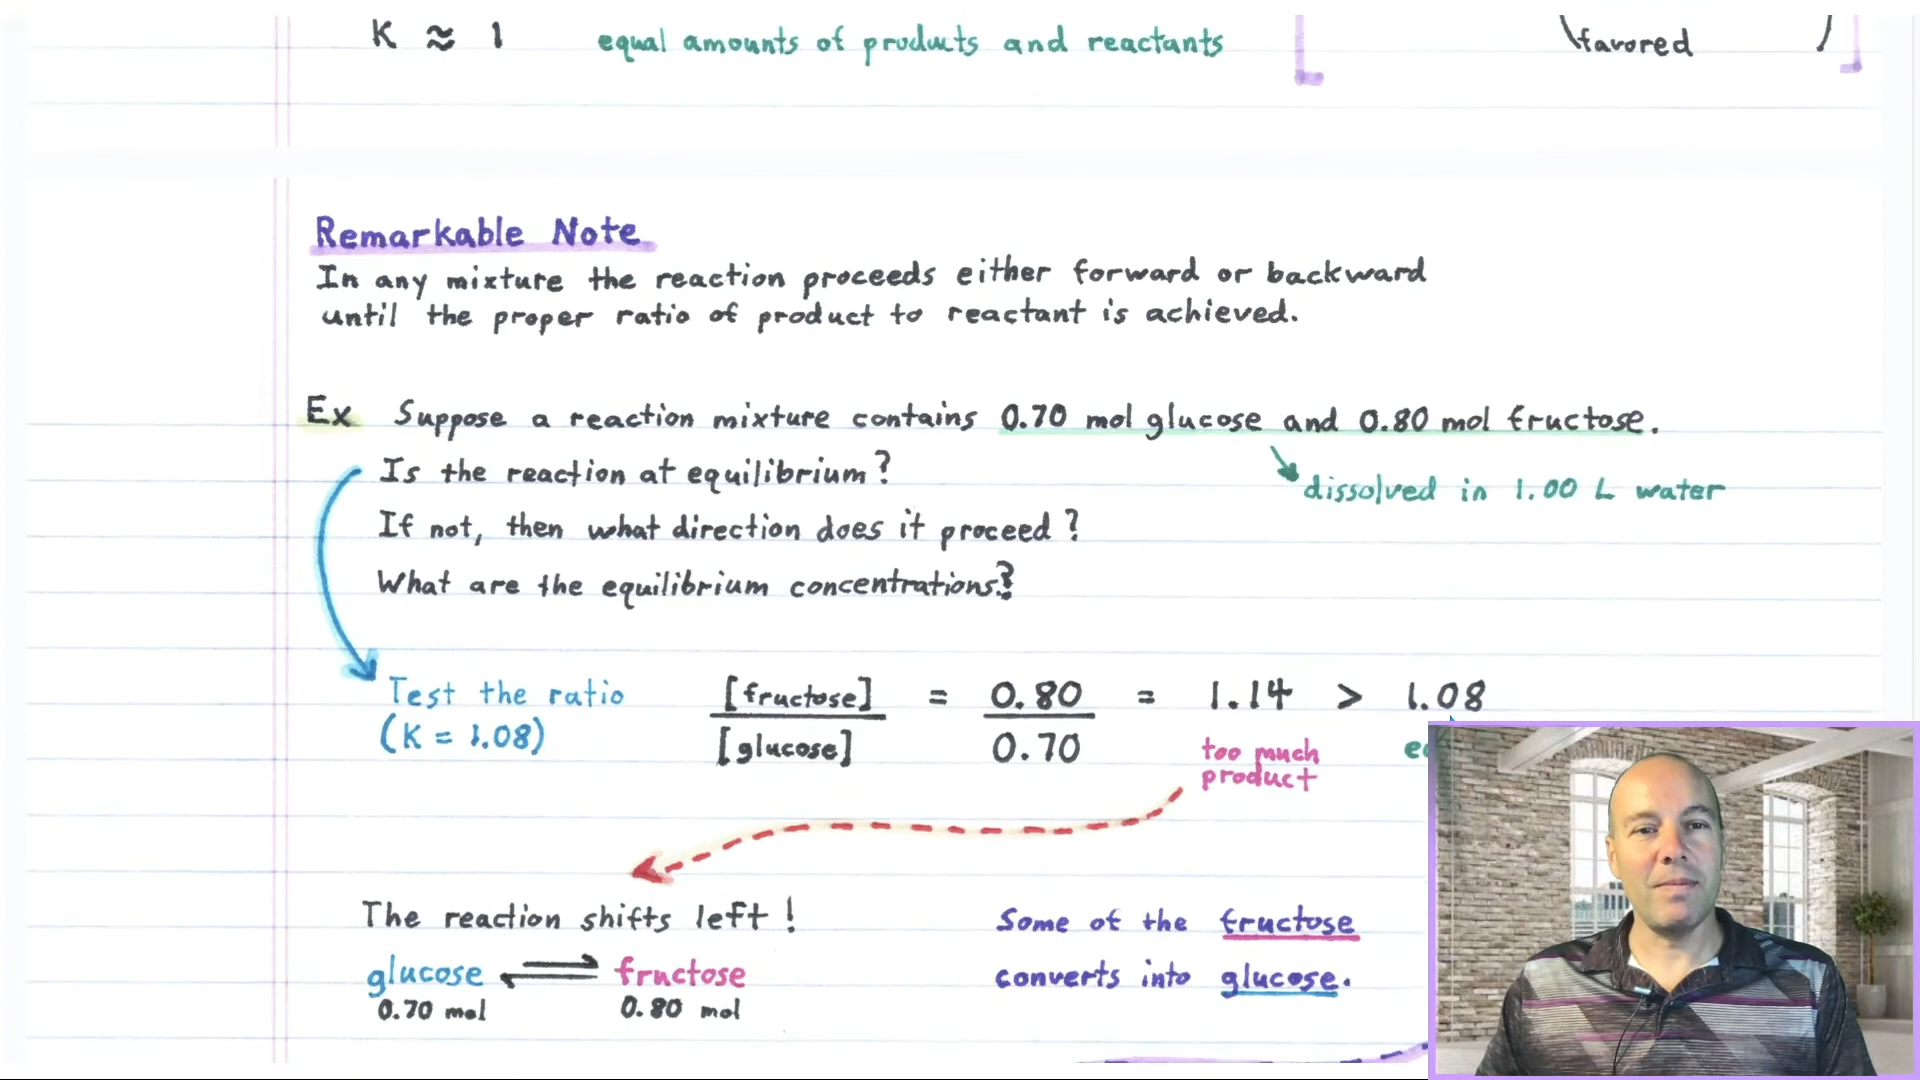 K ≈ 1 equal amounts of products and reactants favored
Remarkable Note
In any mixture the reaction proceeds either forward or backward
until the proper ratio of product to reactant is achieved.
Ex Suppose a reaction mixture contains 0.70 mol glucose and 0.80 mol fructose.
Is the reaction at equilibrium?
dissolved in 1.00 L water
If not, then what direction does it proceed?
What are the equilibrium concentrations?
Test the ratio [fructose] = 0.80 = 1.14 > 1.08
(K = 1.08) [glucose] 0.70 too much
product
The reaction shifts left! Some of the fructose
glucose ⇌ fructose converts into glucose.
0.70 mol 0.80 mol